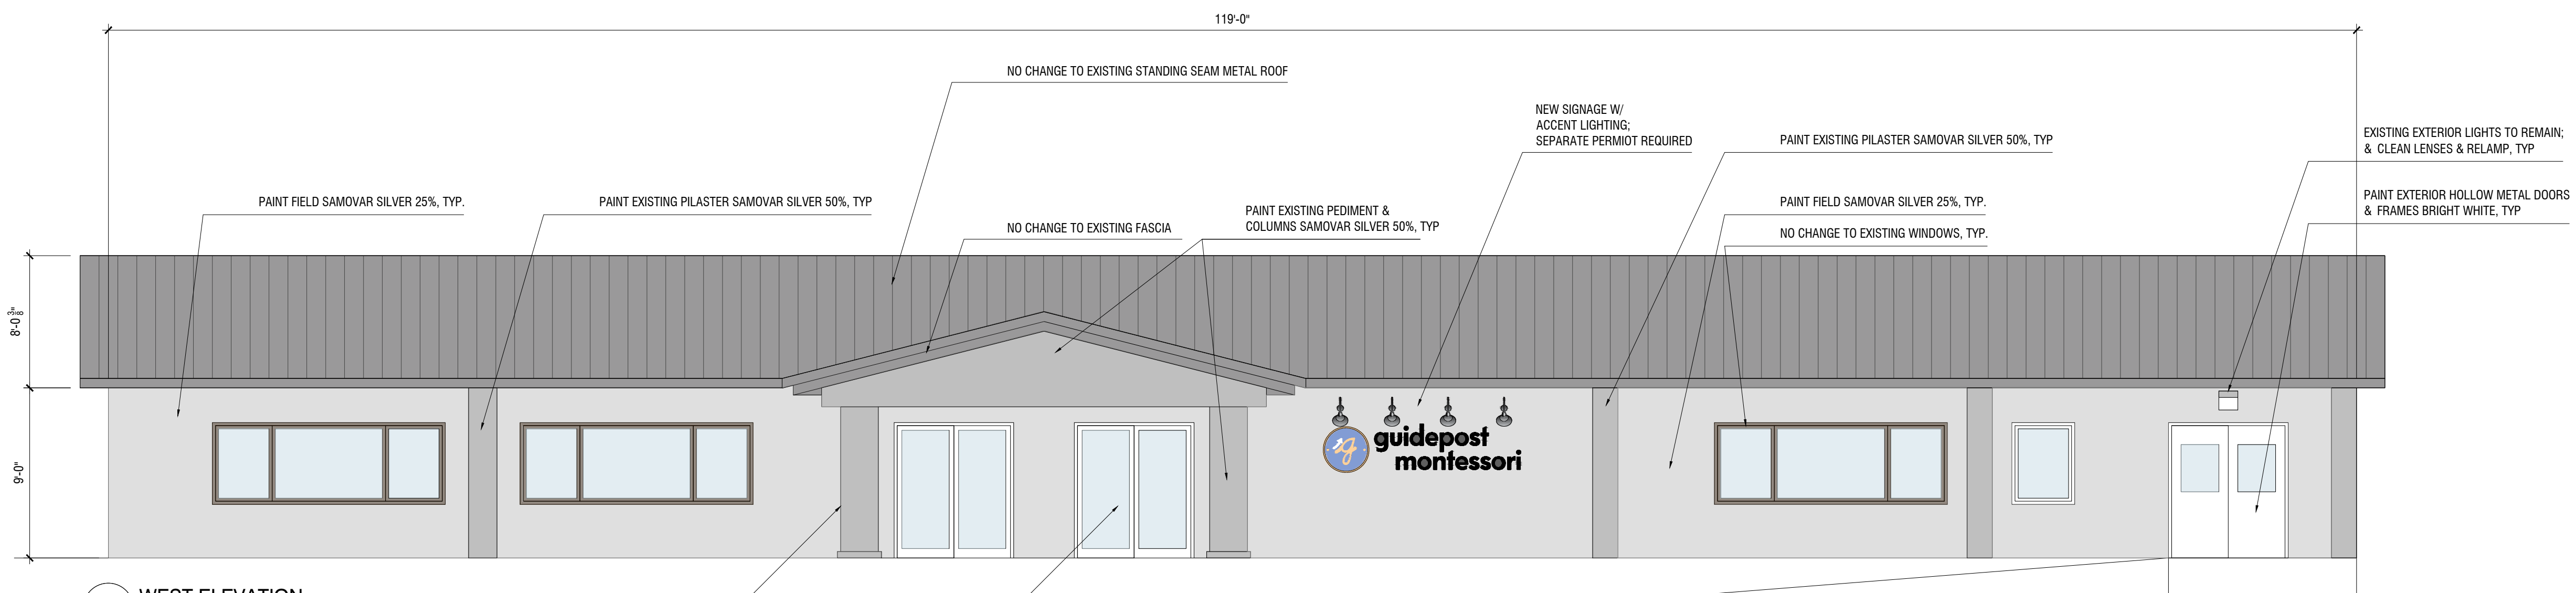 119'-0"
NO CHANGE TO EXISTING STANDING SEAM METAL ROOF
NEW SIGNAGE W/
ACCENT LIGHTING;
SEPARATE PERMIOT REQUIRED
PAINT EXISTING PILASTER SAMOVAR SILVER 50%, TYP
EXISTING EXTERIOR LIGHTS TO REMAIN;
& CLEAN LENSES & RELAMP, TYP
PAINT FIELD SAMOVAR SILVER 25%, TYP.
PAINT EXISTING PILASTER SAMOVAR SILVER 50%, TYP
NO CHANGE TO EXISTING FASCIA
PAINT EXISTING PEDIMENT &
COLUMNS SAMOVAR SILVER 50%, TYP
PAINT FIELD SAMOVAR SILVER 25%, TYP.
NO CHANGE TO EXISTING WINDOWS, TYP.
PAINT EXTERIOR HOLLOW METAL DOORS
& FRAMES BRIGHT WHITE, TYP
8'-0 3/8"
9'-0"
g
guidepost
montessori
WEST ELEVATION